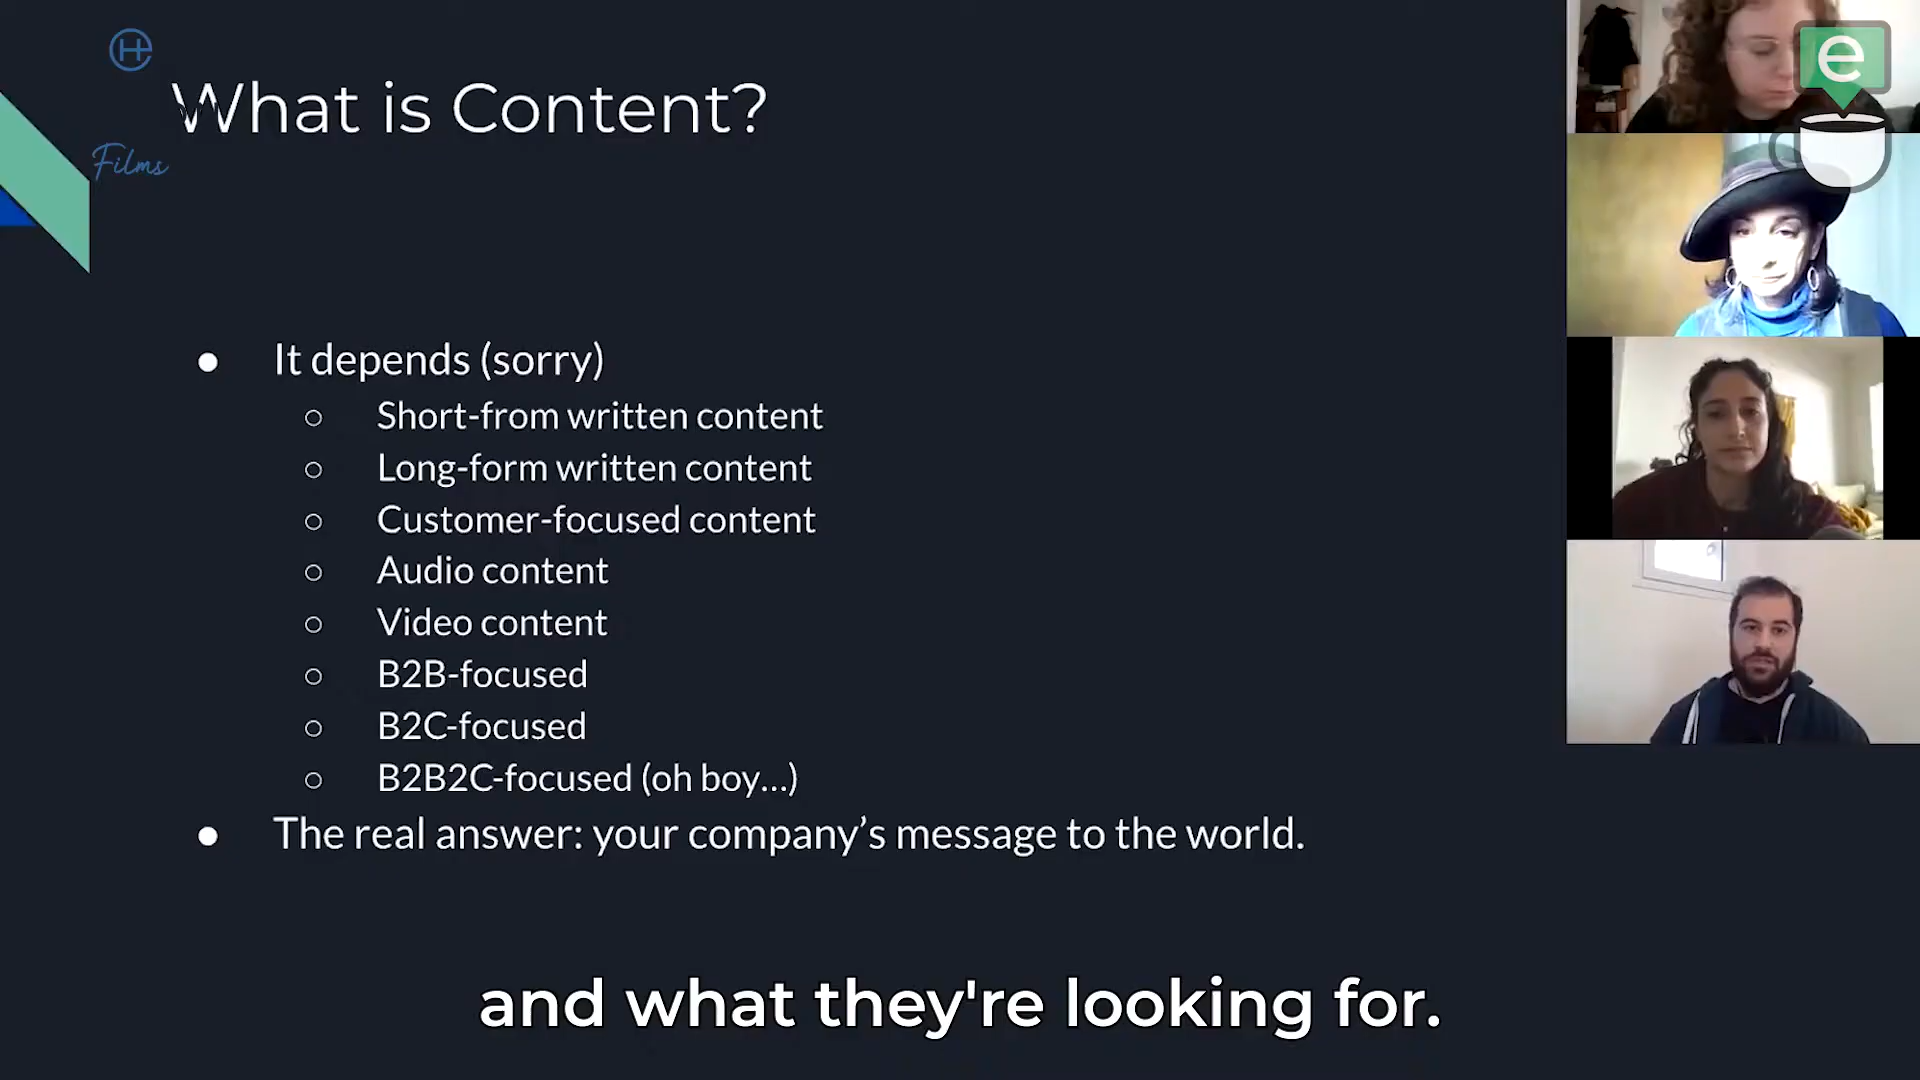 What is Content?
Films
● It depends (sorry)
○ Short-from written content
○ Long-form written content
○ Customer-focused content
○ Audio content
○ Video content
○ B2B-focused
○ B2C-focused
○ B2B2C-focused (oh boy...)
● The real answer: your company’s message to the world.
and what they're looking for.
e